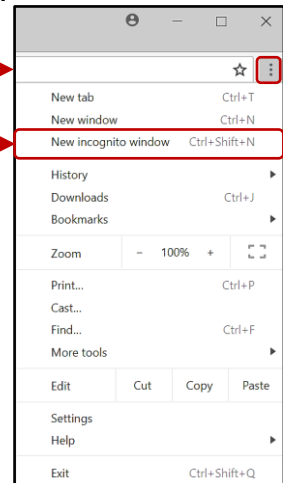 New tab Ctrl+T
New window Ctrl+N
New incognito window Ctrl+Shift+N
History
Downloads Ctrl+J
Bookmarks
Zoom - 100% +
Print... Ctrl+P
Cast...
Find... Ctrl+F
More tools
Edit Cut Copy Paste
Settings
Help
Exit Ctrl+Shift+Q